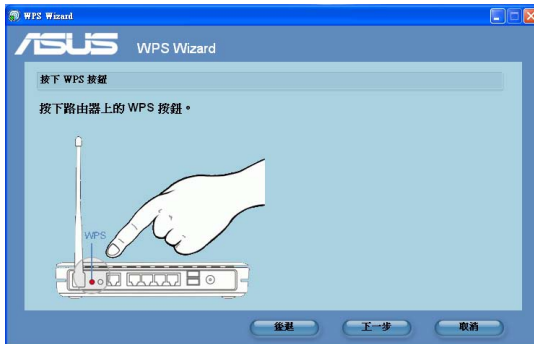 WPS Wizard
ASUS WPS Wizard
按下 WPS 按鈕
按下路由器上的 WPS 按鈕。
WPS
後退 下一步 取消